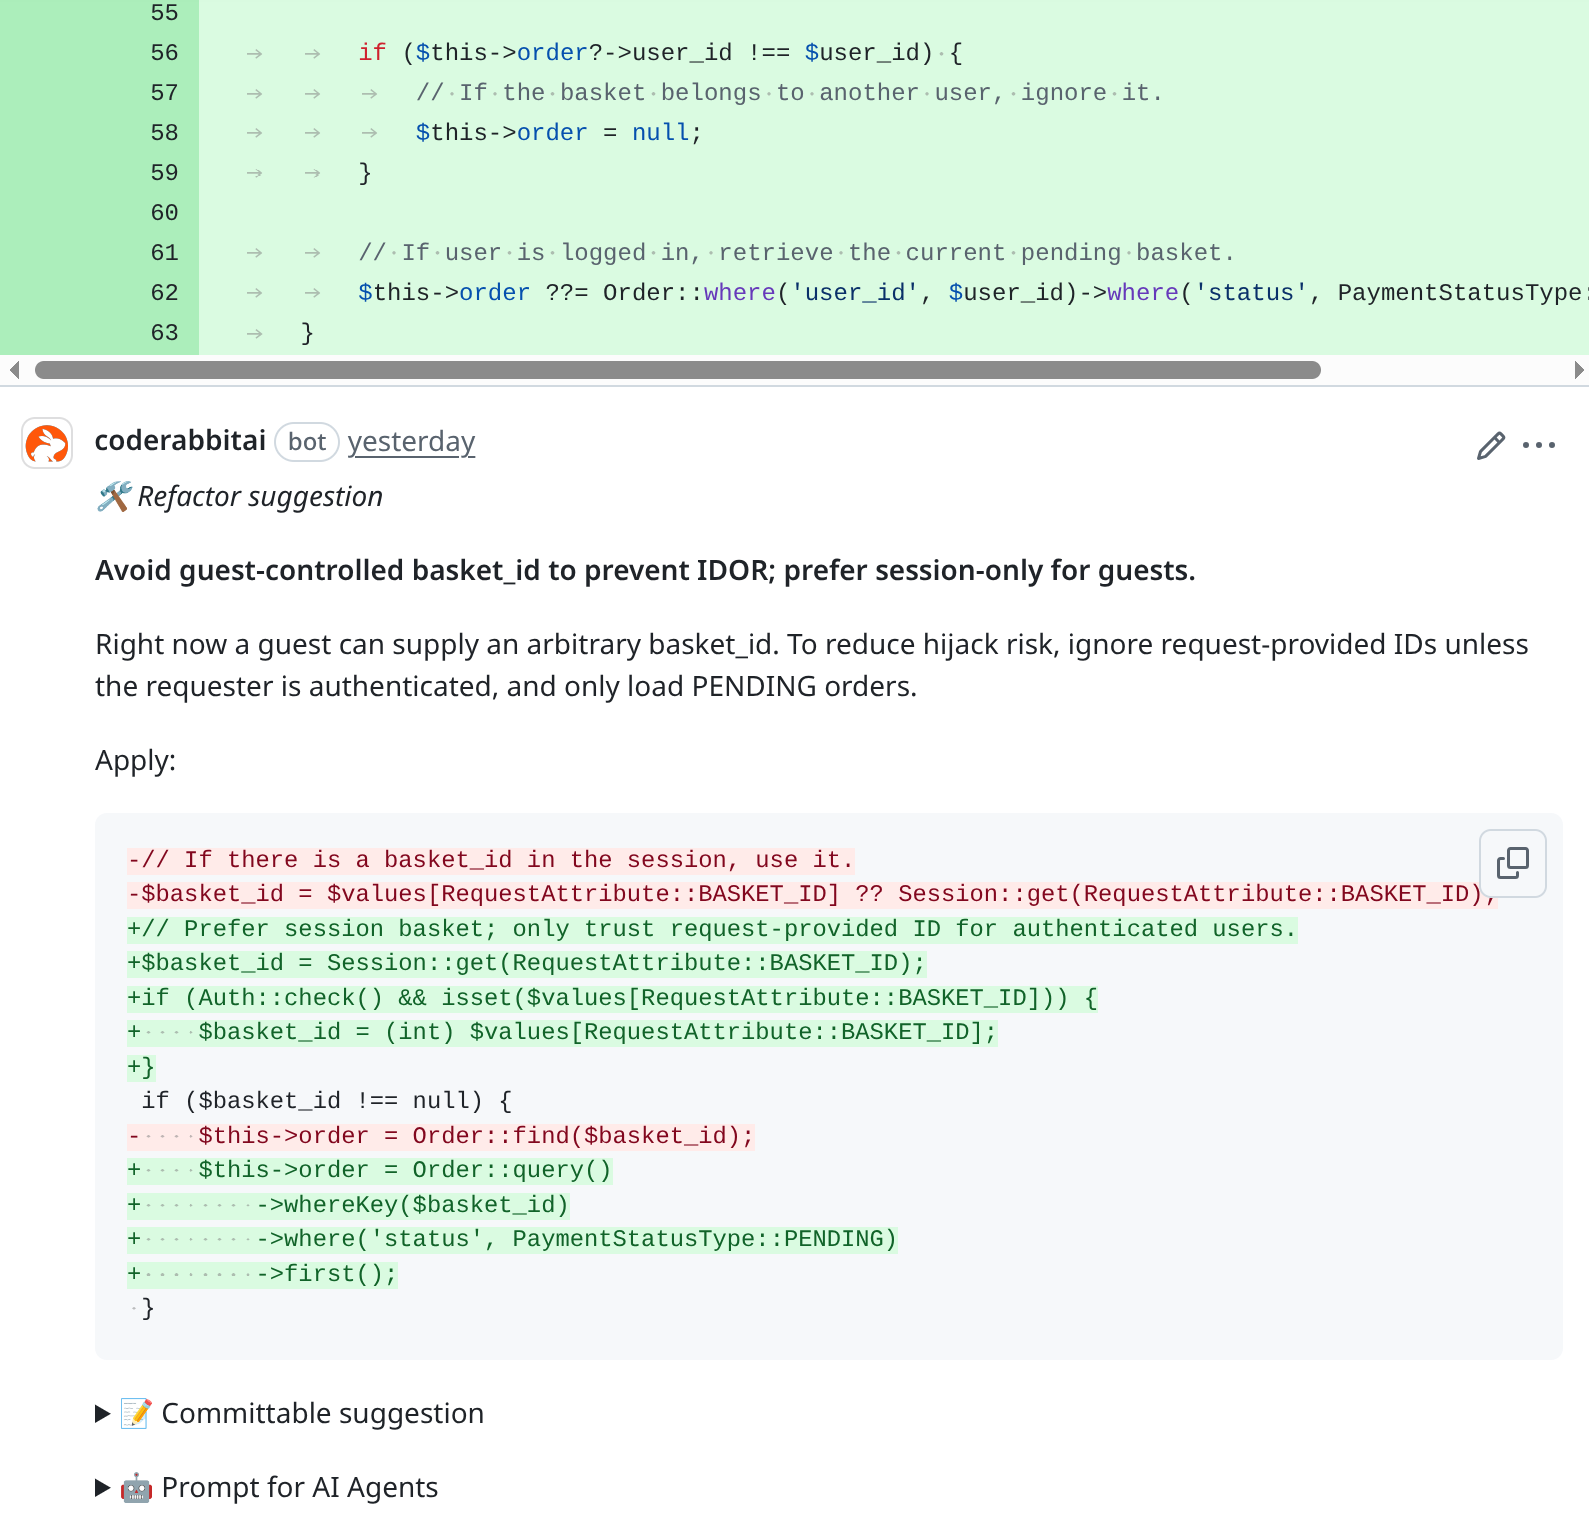 55
56 if ($this->order?->user_id !== $user_id) {
57 // If the basket belongs to another user, ignore it.
58 $this->order = null;
59 }
60
61 // If user is logged in, retrieve the current pending basket.
62 $this->order ??= Order::where('user_id', $user_id)->where('status', PaymentStatusType:
63 }
coderabbitai bot yesterday
🛠️ Refactor suggestion
Avoid guest-controlled basket_id to prevent IDOR; prefer session-only for guests.
Right now a guest can supply an arbitrary basket_id. To reduce hijack risk, ignore request-provided IDs unless
the requester is authenticated, and only load PENDING orders.
Apply:
-// If there is a basket_id in the session, use it.
-$basket_id = $values[RequestAttribute::BASKET_ID] ?? Session::get(RequestAttribute::BASKET_ID);
+// Prefer session basket; only trust request-provided ID for authenticated users.
+$basket_id = Session::get(RequestAttribute::BASKET_ID);
+if (Auth::check() && isset($values[RequestAttribute::BASKET_ID])) {
+    $basket_id = (int) $values[RequestAttribute::BASKET_ID];
+}
 if ($basket_id !== null) {
-    $this->order = Order::find($basket_id);
+    $this->order = Order::query()
+        ->whereKey($basket_id)
+        ->where('status', PaymentStatusType::PENDING)
+        ->first();
 }
📝 Committable suggestion
🤖 Prompt for AI Agents